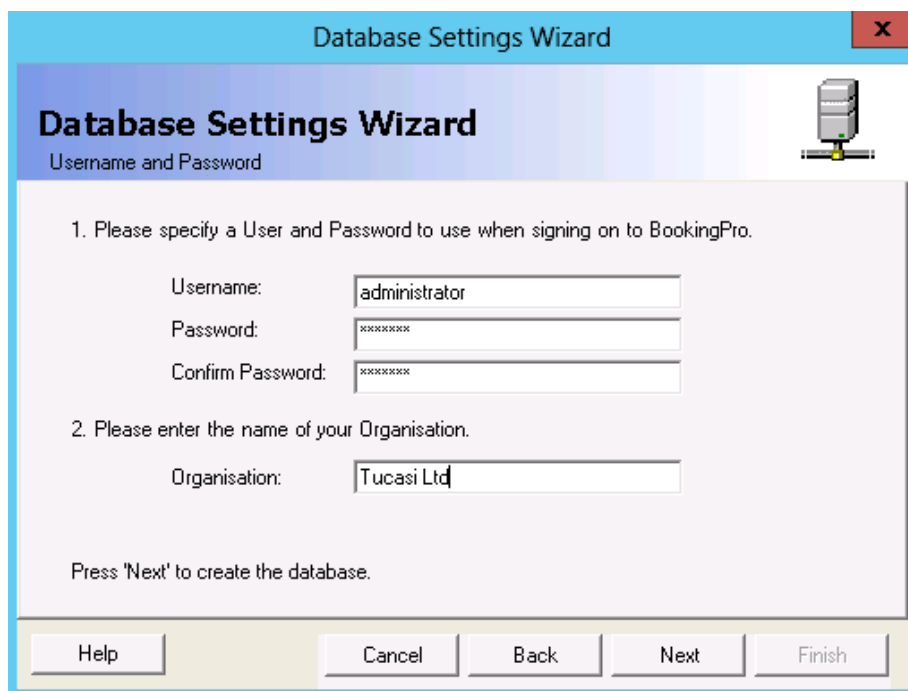 Database Settings Wizard
x
Database Settings Wizard
Username and Password
1. Please specify a User and Password to use when signing on to BookingPro.
Username: administrator
Password: *******
Confirm Password: *******
2. Please enter the name of your Organisation.
Organisation: Tucasi Ltd
Press 'Next' to create the database.
Help Cancel Back Next Finish